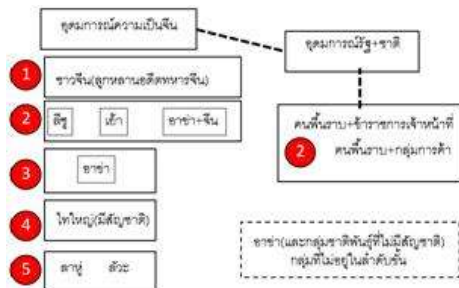 อุดมการณ์ความเป็นจีน
อุดมการณ์รัฐ+ชาติ
1 ชาวจีน(ลูกหลานอดีตทหารจีน)
2 ลีซู เย้า อาข่า+จีน
3 อาข่า
4 ไทใหญ่(มีสัญชาติ)
5 ลาหู่ ลัวะ
คนพื้นราบ+ข้าราชการเจ้าหน้าที่
2 คนพื้นราบ+กลุ่มการค้า
อาข่า(และกลุ่มชาติพันธุ์ที่ไม่มีสัญชาติ)
กลุ่มที่ไม่อยู่ในลำดับชั้น